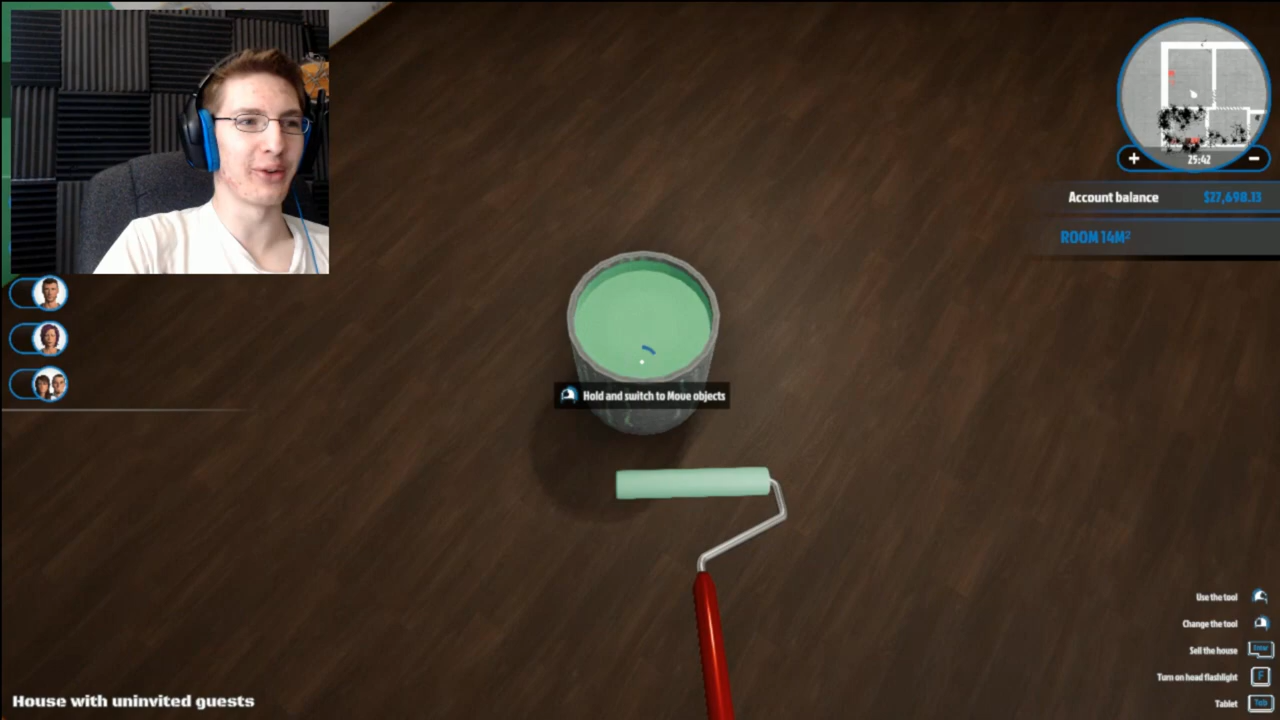 25:42
Account balance $27,698.13
ROOM 14M²
Hold and switch to Move objects
Use the tool
Change the tool
Sell the house Enter
Turn on head flashlight F
Tablet Tab
House with uninvited guests